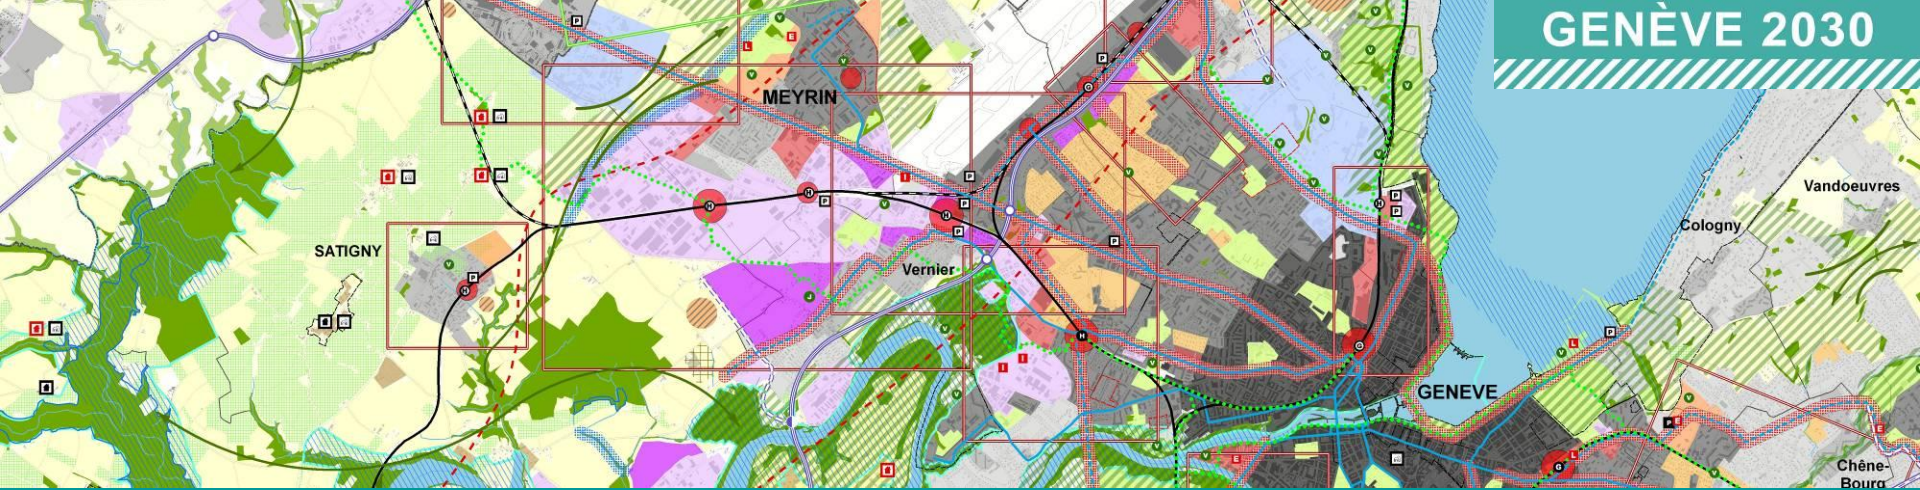 GENÈVE 2030
MEYRIN
Vandoeuvres
Cologny
SATIGNY
Vernier
GENEVE
Chêne-
Bourg